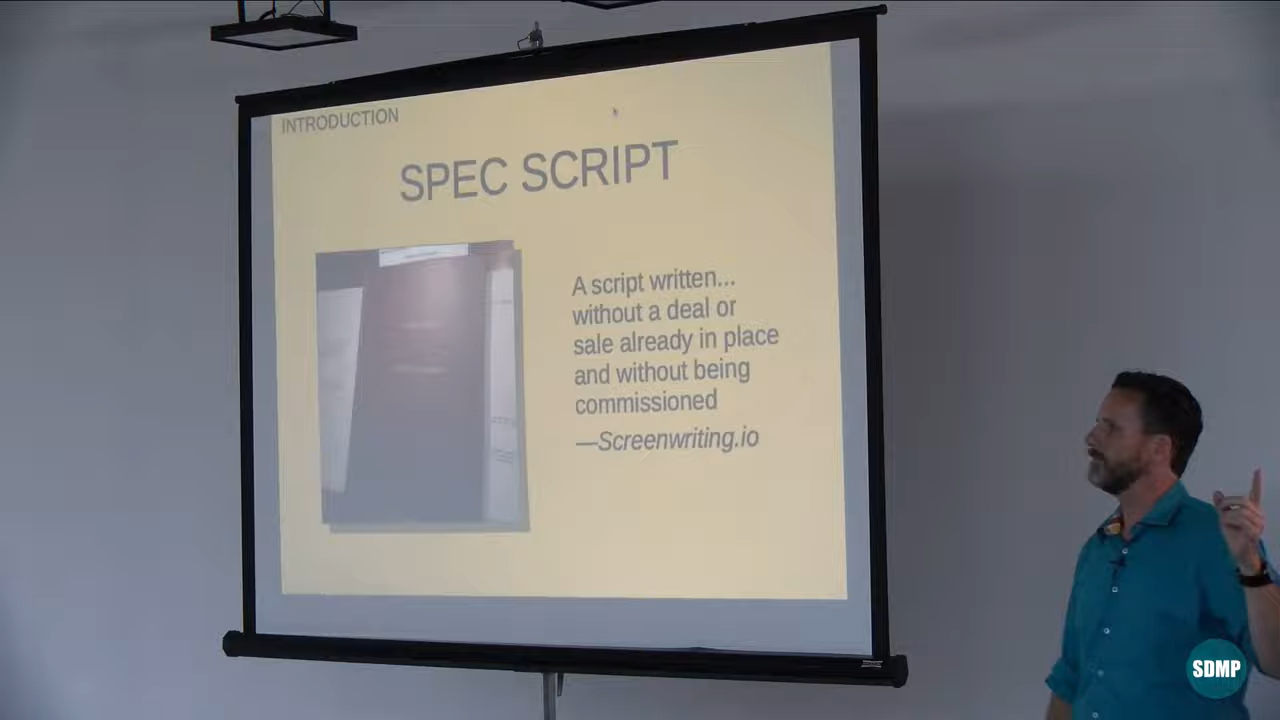 INTRODUCTION
SPEC SCRIPT
A script written...
without a deal or
sale already in place
and without being
commissioned
—Screenwriting.io
SDMP